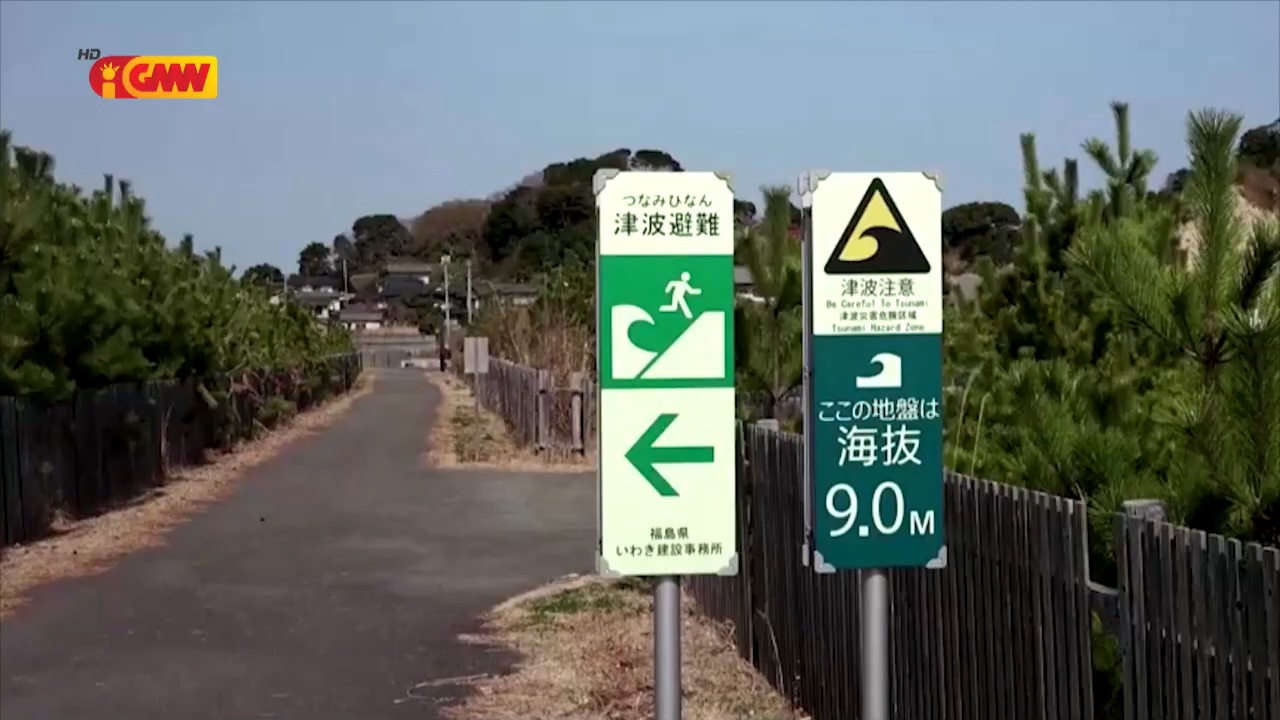 HD
iGMW
つなみひなん
津波避難
福島県
いわき建設事務所
津波注意
Be Careful To Tsunami
津波災害危険区域
Tsunami Hazard Zone
ここの地盤は
海抜
9.0M